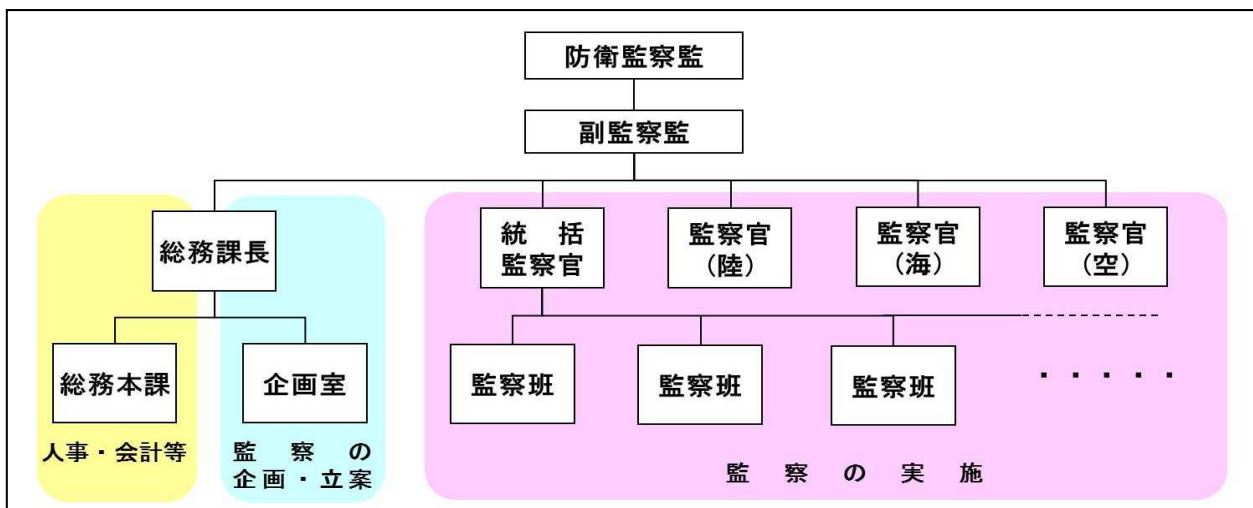 防衛監察監
副監察監
総務課長
統括
監察官
監察官
(陸)
監察官
(海)
監察官
(空)
総務本課
企画室
監察班
監察班
監察班
・・・・・
人事・会計等
監察の
企画・立案
監察の実施